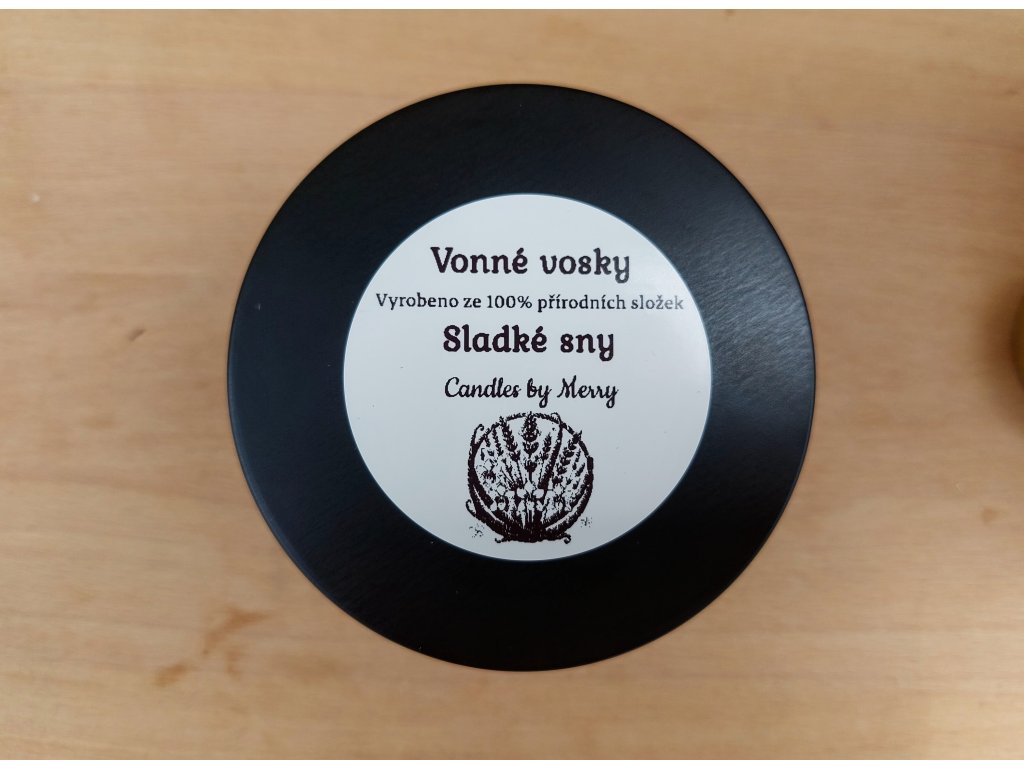 Vonné vosky
Vyrobeno ze 100% přírodních složek
Sladké sny
Candles by Merry